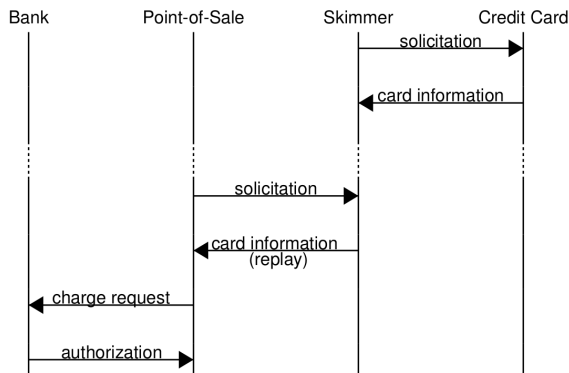 Bank Point-of-Sale Skimmer Credit Card
solicitation
card information
solicitation
card information
(replay)
charge request
authorization